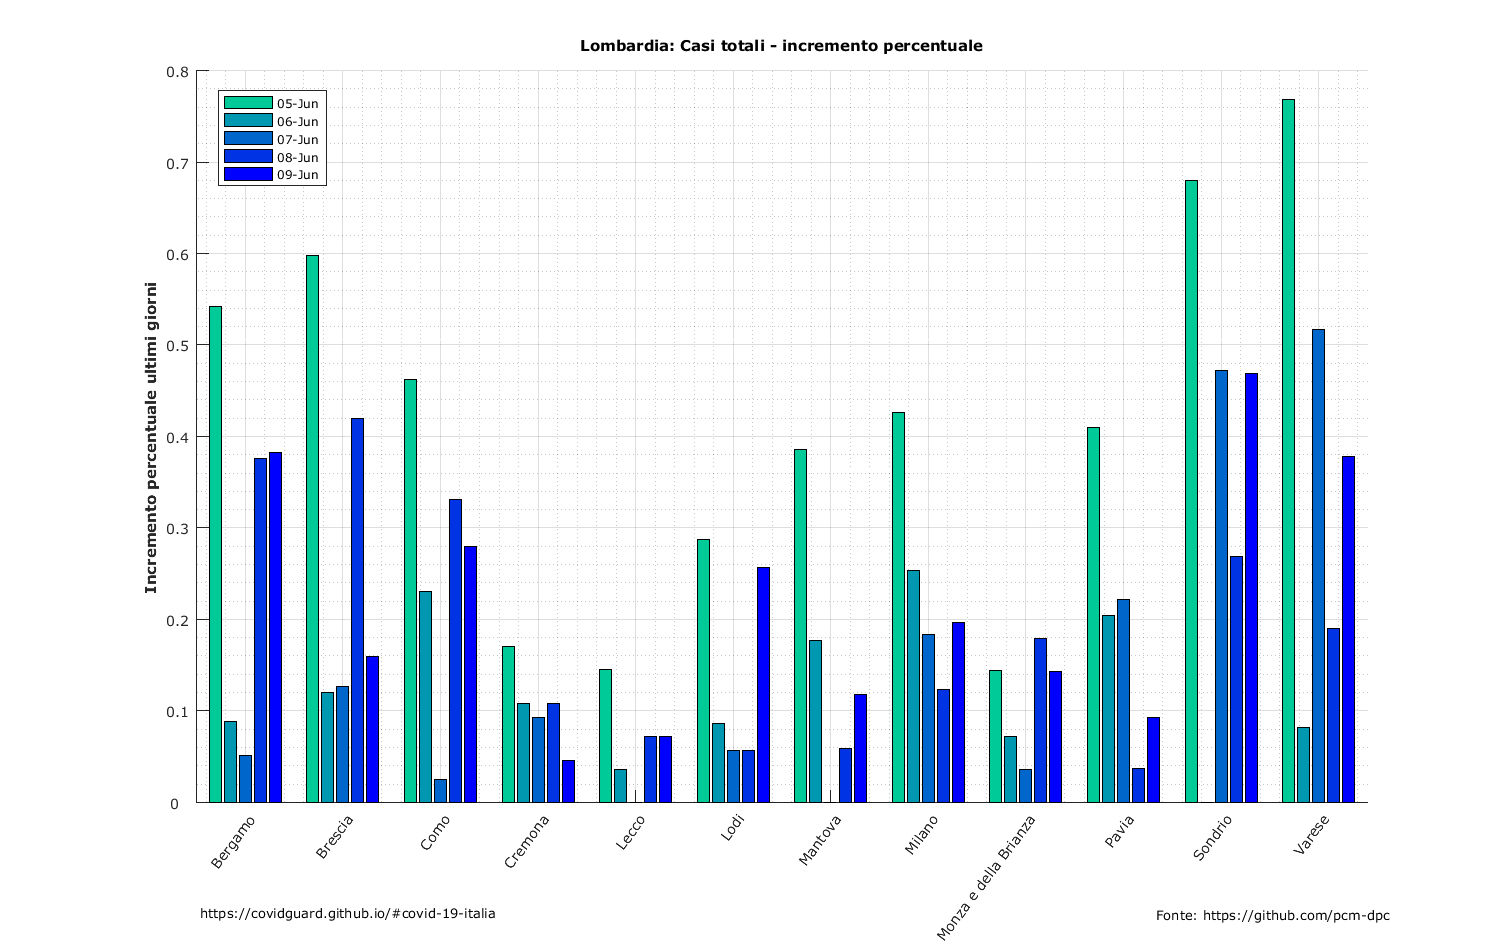 Lombardia: Casi totali - incremento percentuale
Incremento percentuale ultimi giorni
0.8
0.7
0.6
0.5
0.4
0.3
0.2
0.1
0
05-Jun
06-Jun
07-Jun
08-Jun
09-Jun
Bergamo
Brescia
Como
Cremona
Lecco
Lodi
Mantova
Milano
Monza e della Brianza
Pavia
Sondrio
Varese
https://covidguard.github.io/#covid-19-italia
Fonte: https://github.com/pcm-dpc